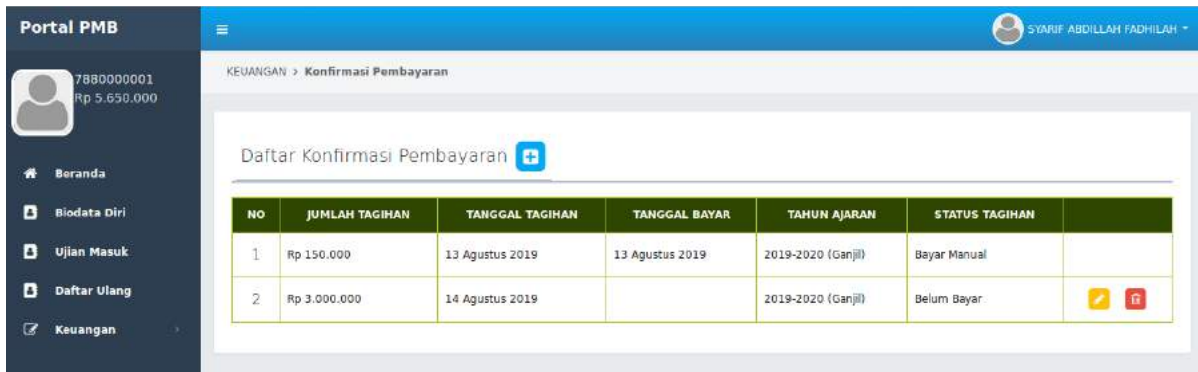 Portal PMB
SYARIF ABDILLAH FADHILAH
7880000001
Rp 5.650.000
KEUANGAN > Konfirmasi Pembayaran
Daftar Konfirmasi Pembayaran
Beranda
Biodata Diri
Ujian Masuk
Daftar Ulang
Keuangan
NO JUMLAH TAGIHAN TANGGAL TAGIHAN TANGGAL BAYAR TAHUN AJARAN STATUS TAGIHAN
1 Rp 150.000 13 Agustus 2019 13 Agustus 2019 2019-2020 (Ganjil) Bayar Manual
2 Rp 3.000.000 14 Agustus 2019 2019-2020 (Ganjil) Belum Bayar